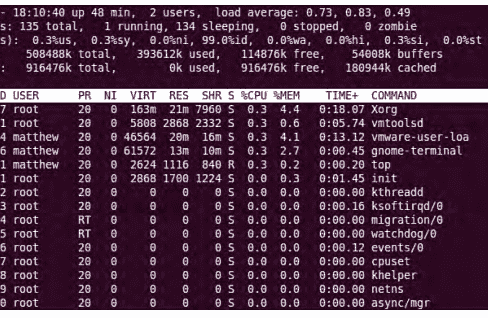 - 18:10:40 up 48 min, 2 users, load average: 0.73, 0.83, 0.49
s: 135 total, 1 running, 134 sleeping, 0 stopped, 0 zombie
s): 0.3%us, 0.3%sy, 0.0%ni, 99.0%id, 0.0%wa, 0.0%hi, 0.3%si, 0.0%st
508488k total, 393612k used, 114876k free, 54008k buffers
: 916476k total, 0k used, 916476k free, 180944k cached
D USER PR NI VIRT RES SHR S %CPU %MEM TIME+ COMMAND
7 root 20 0 163m 21m 7960 S 0.3 4.4 0:18.07 Xorg
1 root 20 0 5808 2868 2332 S 0.3 0.6 0:05.74 vmtoolsd
4 matthew 20 0 46564 20m 16m S 0.3 4.1 0:13.12 vmware-user-loa
6 matthew 20 0 61572 13m 10m S 0.3 2.7 0:00.45 gnome-terminal
1 matthew 20 0 2624 1116 840 R 0.3 0.2 0:00.20 top
1 root 20 0 2868 1700 1224 S 0.0 0.3 0:01.45 init
2 root 20 0 0 0 0 S 0.0 0.0 0:00.00 kthreadd
3 root 20 0 0 0 0 S 0.0 0.0 0:00.16 ksoftirqd/0
4 root RT 0 0 0 0 S 0.0 0.0 0:00.00 migration/0
5 root RT 0 0 0 0 S 0.0 0.0 0:00.00 watchdog/0
6 root 20 0 0 0 0 S 0.0 0.0 0:00.12 events/0
7 root 20 0 0 0 0 S 0.0 0.0 0:00.00 cpuset
8 root 20 0 0 0 0 S 0.0 0.0 0:00.00 khelper
9 root 20 0 0 0 0 S 0.0 0.0 0:00.00 netns
0 root 20 0 0 0 0 S 0.0 0.0 0:00.00 async/mgr